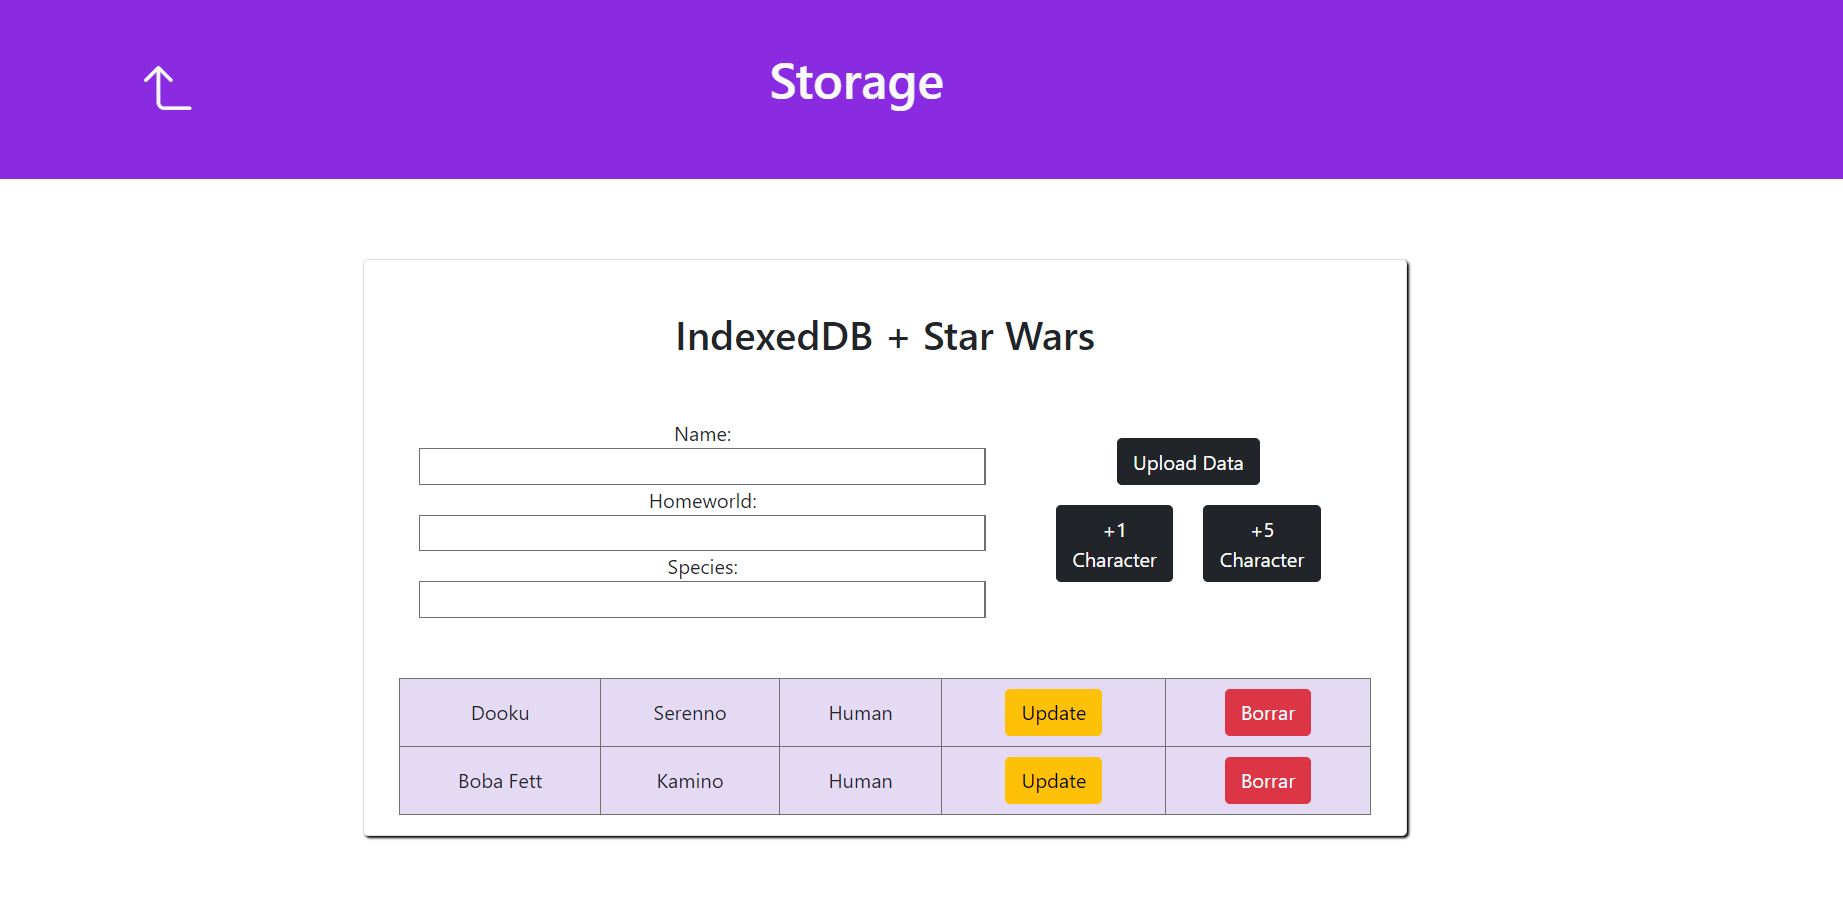 Storage
IndexedDB + Star Wars
Name:
Homeworld:
Species:
Upload Data
+1
Character
+5
Character
Dooku Serenno Human Update Borrar
Boba Fett Kamino Human Update Borrar